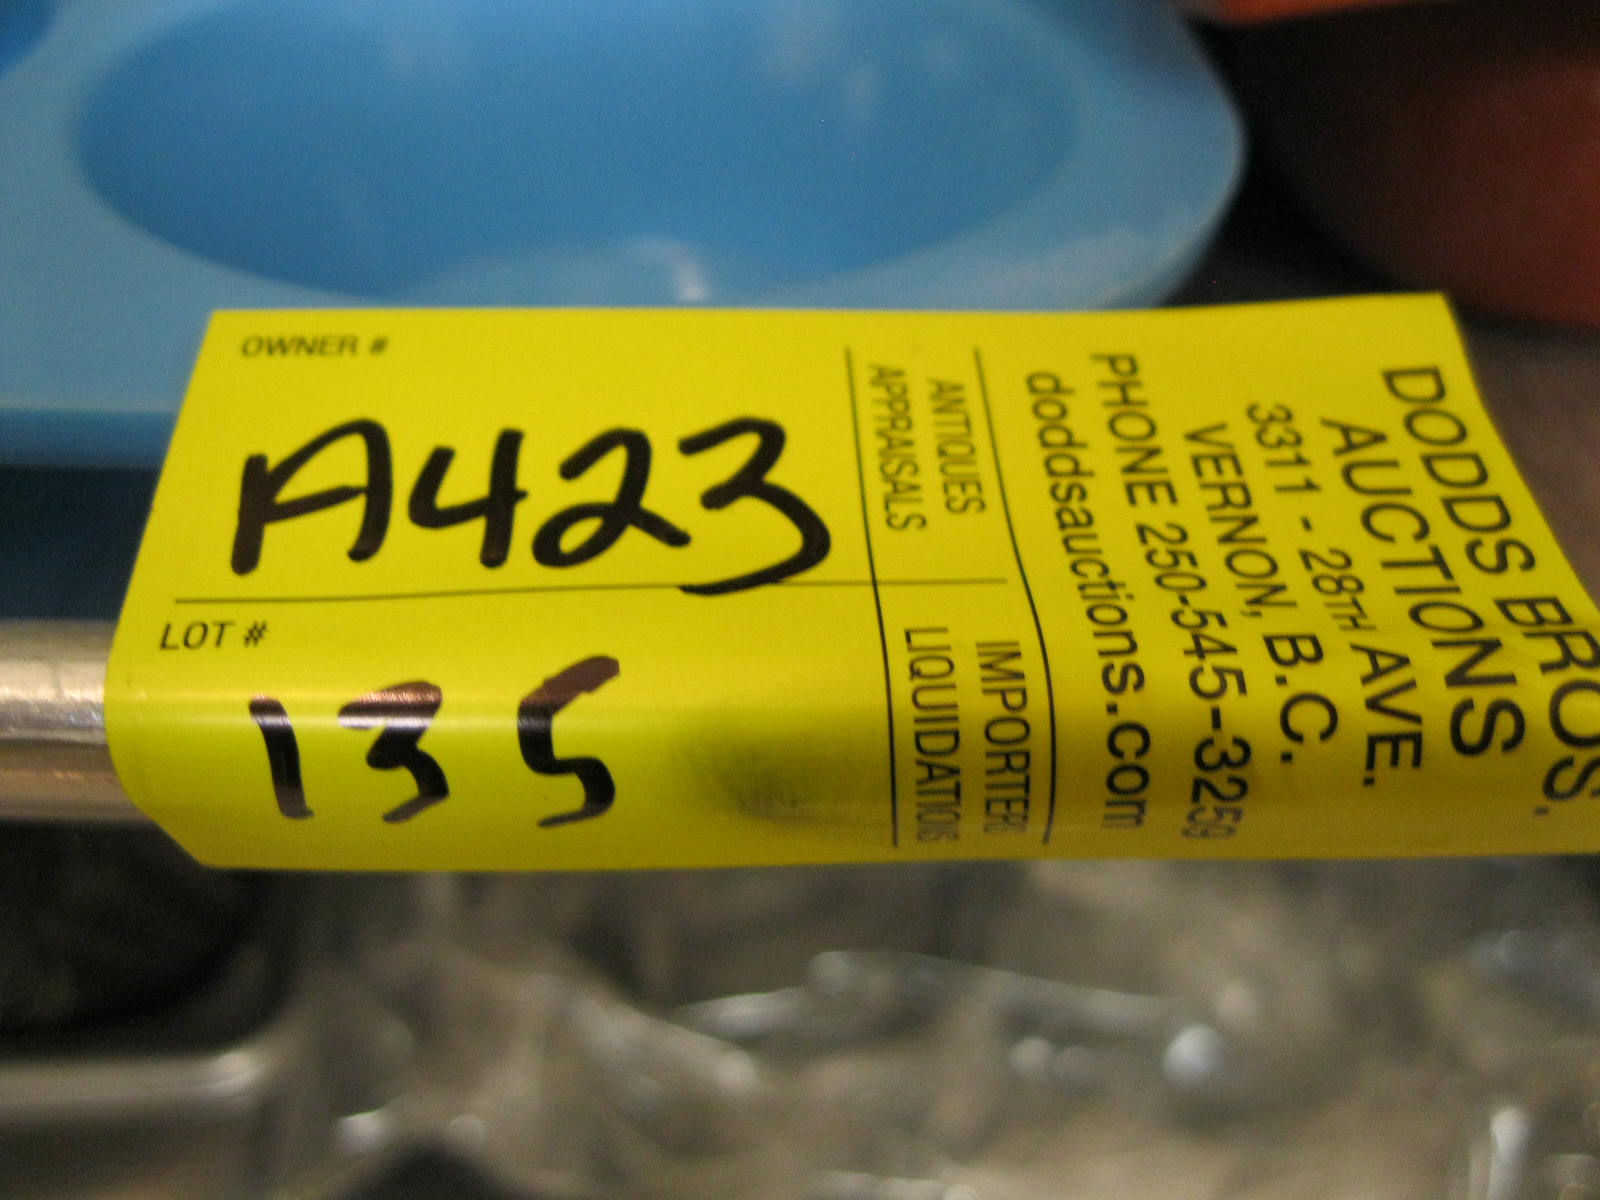 OWNER #
A423
LOT #
135
ANTIQUES
APPRAISALS
IMPORTERS
LIQUIDATIONS
DODDS BROS.
AUCTIONS
3311 - 28TH AVE.
VERNON, B.C.
PHONE 250-545-3259
doddsauctions.com